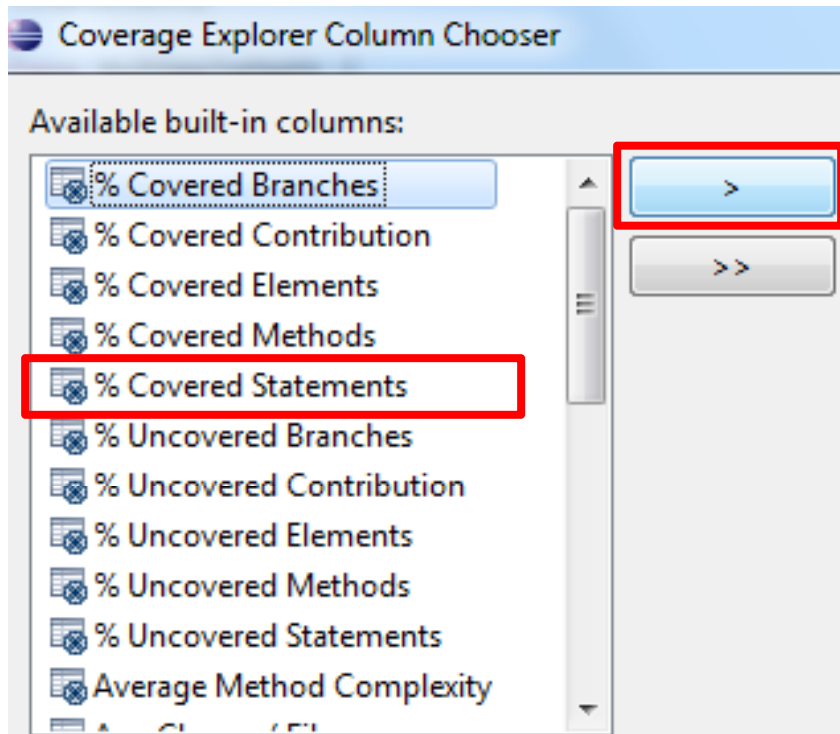 Coverage Explorer Column Chooser
Available built-in columns:
% Covered Branches
>
% Covered Contribution
>>
% Covered Elements
% Covered Methods
% Covered Statements
% Uncovered Branches
% Uncovered Contribution
% Uncovered Elements
% Uncovered Methods
% Uncovered Statements
Average Method Complexity